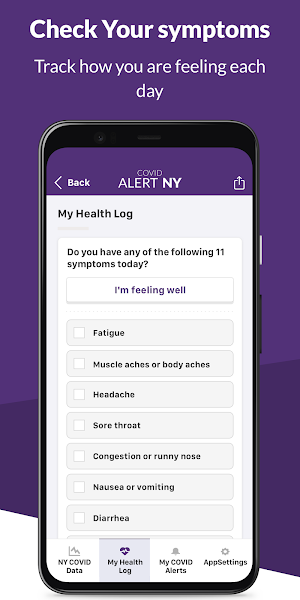 Check Your symptoms
Track how you are feeling each
day
COVID
Back
ALERT NY
My Health Log
Do you have any of the following 11
symptoms today?
I'm feeling well
Fatigue
Muscle aches or body aches
Headache
Sore throat
Congestion or runny nose
Nausea or vomiting
Diarrhea
NY COVID
Data
My Health
Log
My COVID
Alerts
AppSettings